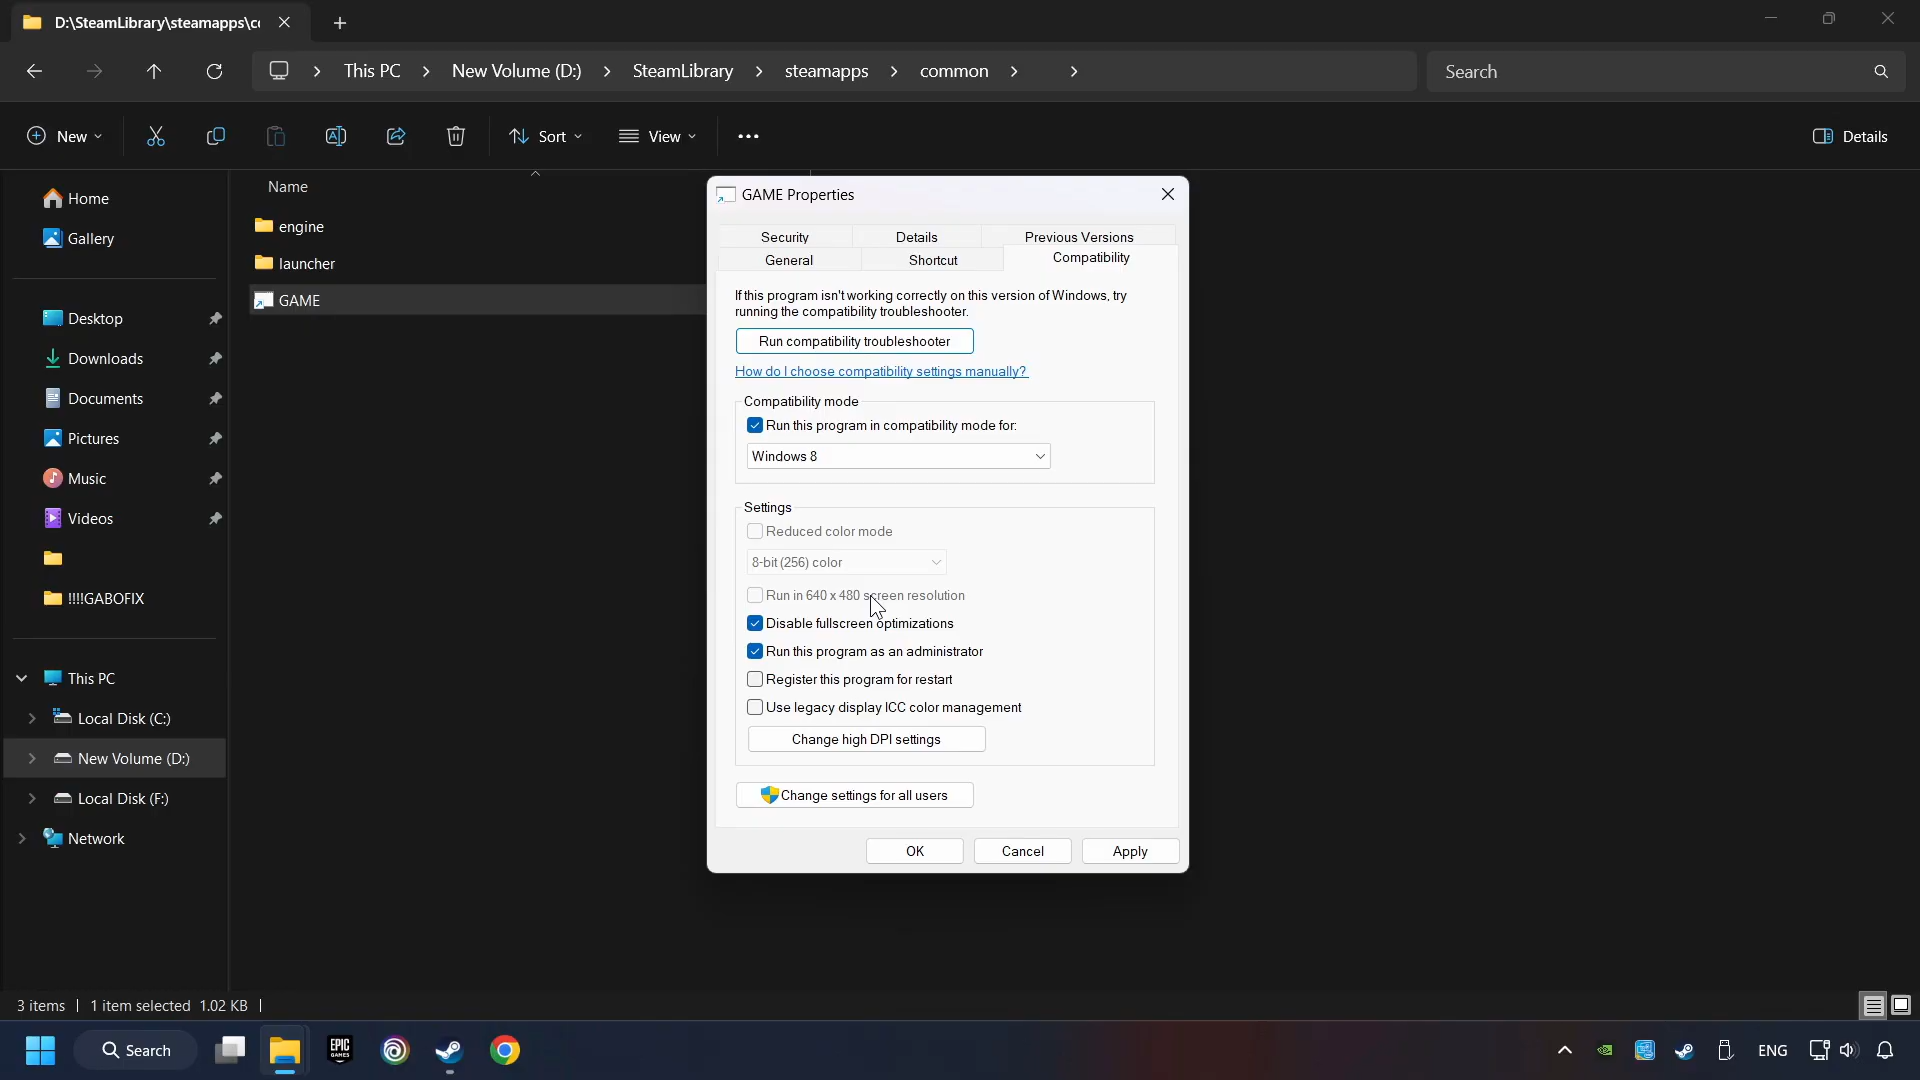 D:\SteamLibrary\steamapps\cc
This PC
New Volume (D:)
SteamLibrary
steamapps
common
Search
New
Sort
View
Details
Home
Gallery
Desktop
Downloads
Documents
Pictures
Music
Videos
!!!!GABOFIX
This PC
Local Disk (C:)
New Volume (D:)
Local Disk (F:)
Network
Name
engine
launcher
GAME
GAME Properties
Security
Details
Previous Versions
General
Shortcut
Compatibility
If this program isn't working correctly on this version of Windows, try
running the compatibility troubleshooter.
Run compatibility troubleshooter
How do I choose compatibility settings manually?
Compatibility mode
Run this program in compatibility mode for:
Windows 8
Settings
Reduced color mode
8-bit (256) color
Run in 640 x 480 screen resolution
Disable fullscreen optimizations
Run this program as an administrator
Register this program for restart
Use legacy display ICC color management
Change high DPI settings
Change settings for all users
OK
Cancel
Apply
3 items
1 item selected 1.02 KB
Search
EPIC
GAMES
ENG